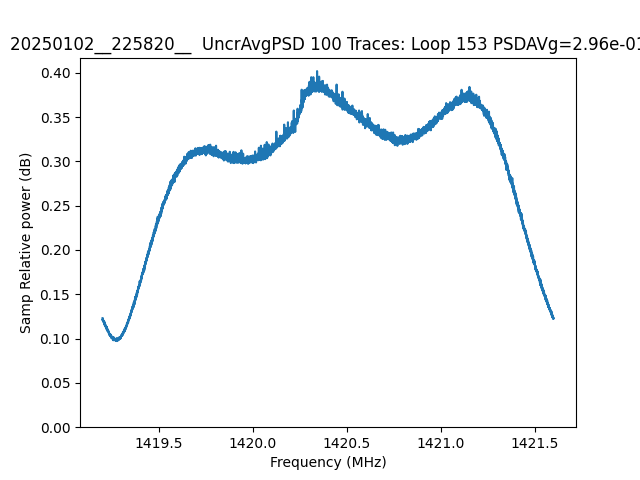 20250102__225820__ UncrAvgPSD 100 Traces: Loop 153 PSDAVg=2.96e-01
0.40
0.35
0.30
0.25
0.20
0.15
0.10
0.05
0.00
Samp Relative power (dB)
1419.5 1420.0 1420.5 1421.0 1421.5
Frequency (MHz)